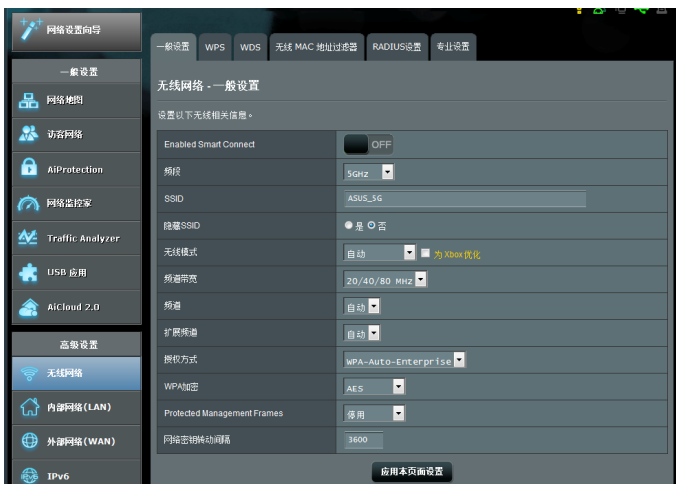 网络设置向导
一般设置
网络地图
访客网络
AiProtection
网络监控家
Traffic Analyzer
USB 应用
AiCloud 2.0
高级设置
无线网络
内部网络(LAN)
外部网络(WAN)
IPv6
一般设置 WPS WDS 无线 MAC 地址过滤器 RADIUS设置 专业设置
无线网络 - 一般设置
设置以下无线相关信息。
Enabled Smart Connect OFF
频段 5GHz
SSID ASUS_5G
隐藏SSID 是 否
无线模式 自动 为 Xbox 优化
频道带宽 20/40/80 MHz
频道 自动
扩展频道 自动
授权方式 WPA-Auto-Enterprise
WPA加密 AES
Protected Management Frames 停用
网络密钥转动间隔 3600
应用本页面设置